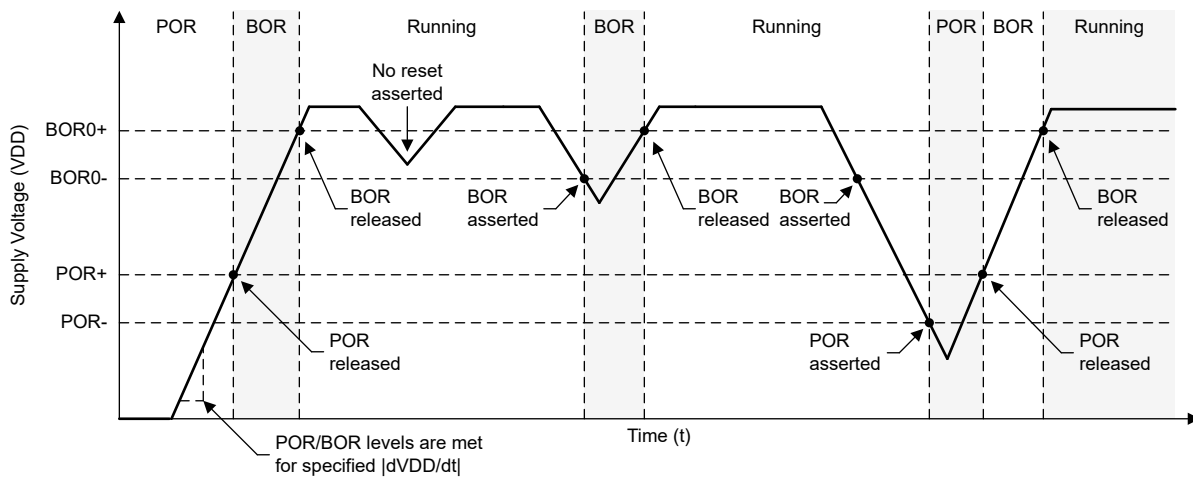 POR
BOR
Running
BOR
Running
POR
BOR
Running
No reset
asserted
BOR0+
BOR0-
BOR
released
BOR
asserted
BOR
released
BOR
asserted
BOR
released
Supply Voltage (VDD)
POR+
POR-
POR
released
POR
asserted
POR
released
Time (t)
POR/BOR levels are met
for specified |dVDD/dt|